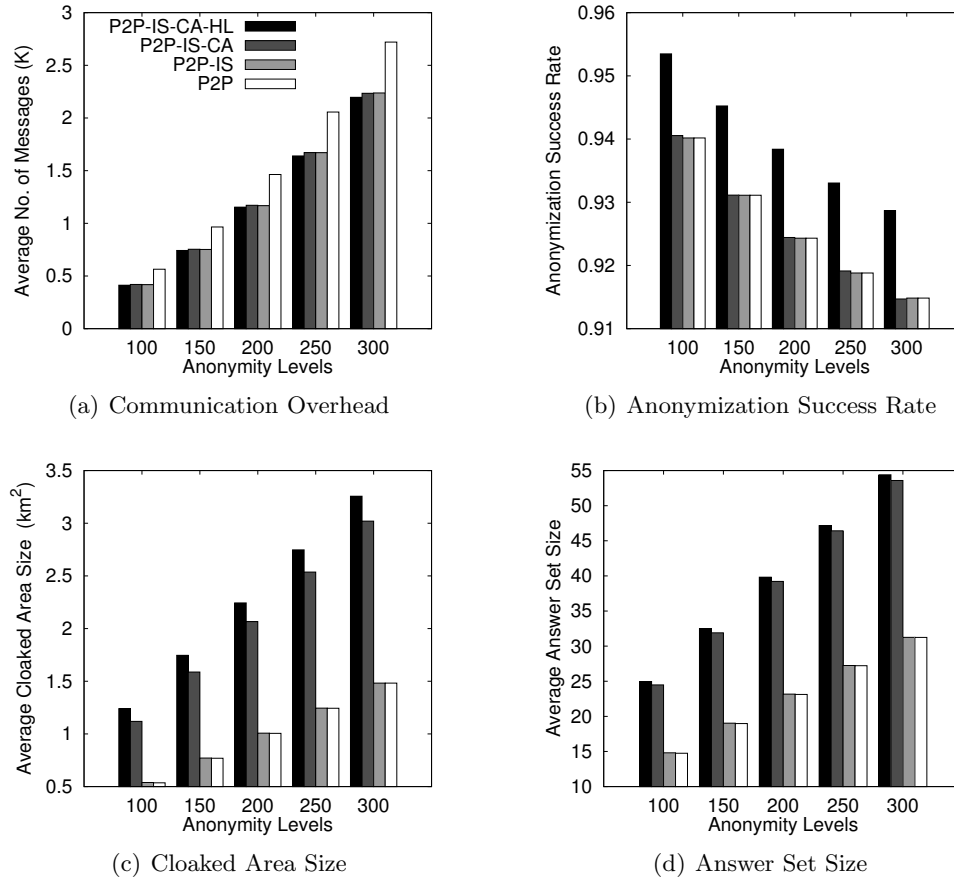 P2P-IS-CA-HL
P2P-IS-CA
P2P-IS
P2P
Average No. of Messages (K)
3
2.5
2
1.5
1
0.5
0
100 150 200 250 300
Anonymity Levels
(a) Communication Overhead
Anonymization Success Rate
0.96
0.95
0.94
0.93
0.92
0.91
100 150 200 250 300
Anonymity Levels
(b) Anonymization Success Rate
Average Cloaked Area Size (km²)
3.5
3
2.5
2
1.5
1
0.5
100 150 200 250 300
Anonymity Levels
(c) Cloaked Area Size
Average Answer Set Size
55
50
45
40
35
30
25
20
15
10
100 150 200 250 300
Anonymity Levels
(d) Answer Set Size